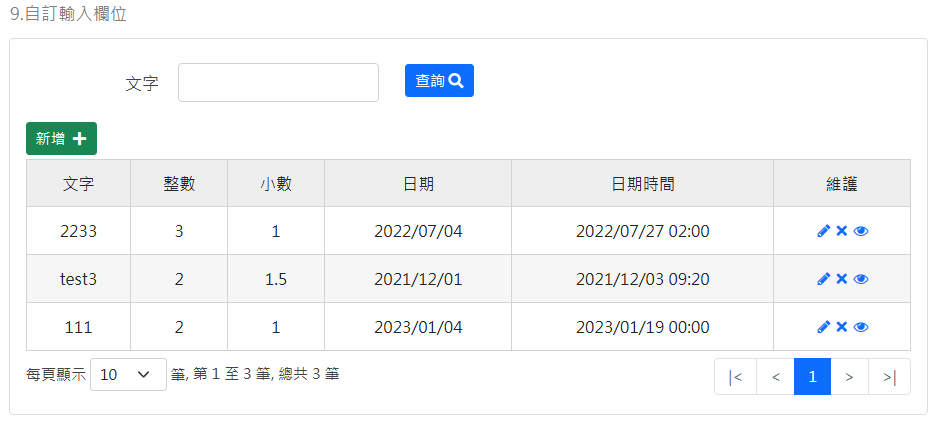 9.自訂輸入欄位
文字 查詢
新增
文字 整數 小數 日期 日期時間 維護
2233 3 1 2022/07/04 2022/07/27 02:00
test3 2 1.5 2021/12/01 2021/12/03 09:20
111 2 1 2023/01/04 2023/01/19 00:00
每頁顯示 10 筆, 第 1 至 3 筆, 總共 3 筆 |< < 1 > >|